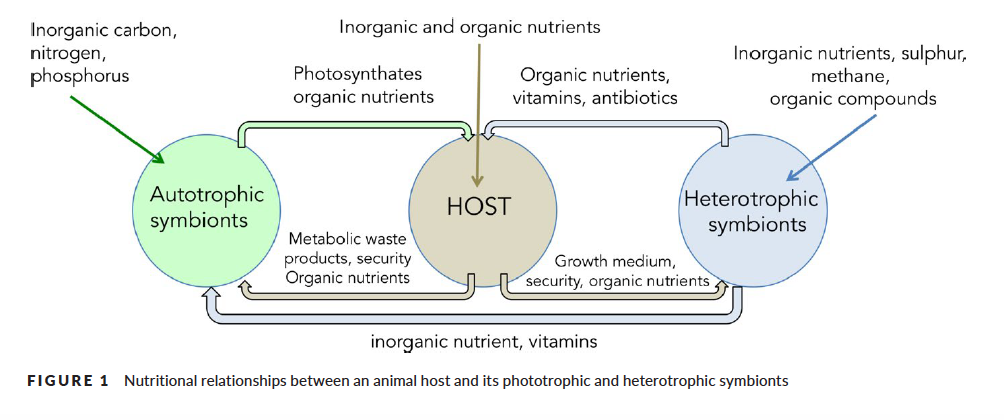 Inorganic carbon,
nitrogen,
phosphorus
Inorganic and organic nutrients
Inorganic nutrients, sulphur,
methane,
organic compounds
Photosynthates
organic nutrients
Organic nutrients,
vitamins, antibiotics
Autotrophic
symbionts
HOST
Heterotrophic
symbionts
Metabolic waste
products, security
Organic nutrients
Growth medium,
security, organic nutrients
inorganic nutrient, vitamins
FIGURE 1 Nutritional relationships between an animal host and its phototrophic and heterotrophic symbionts